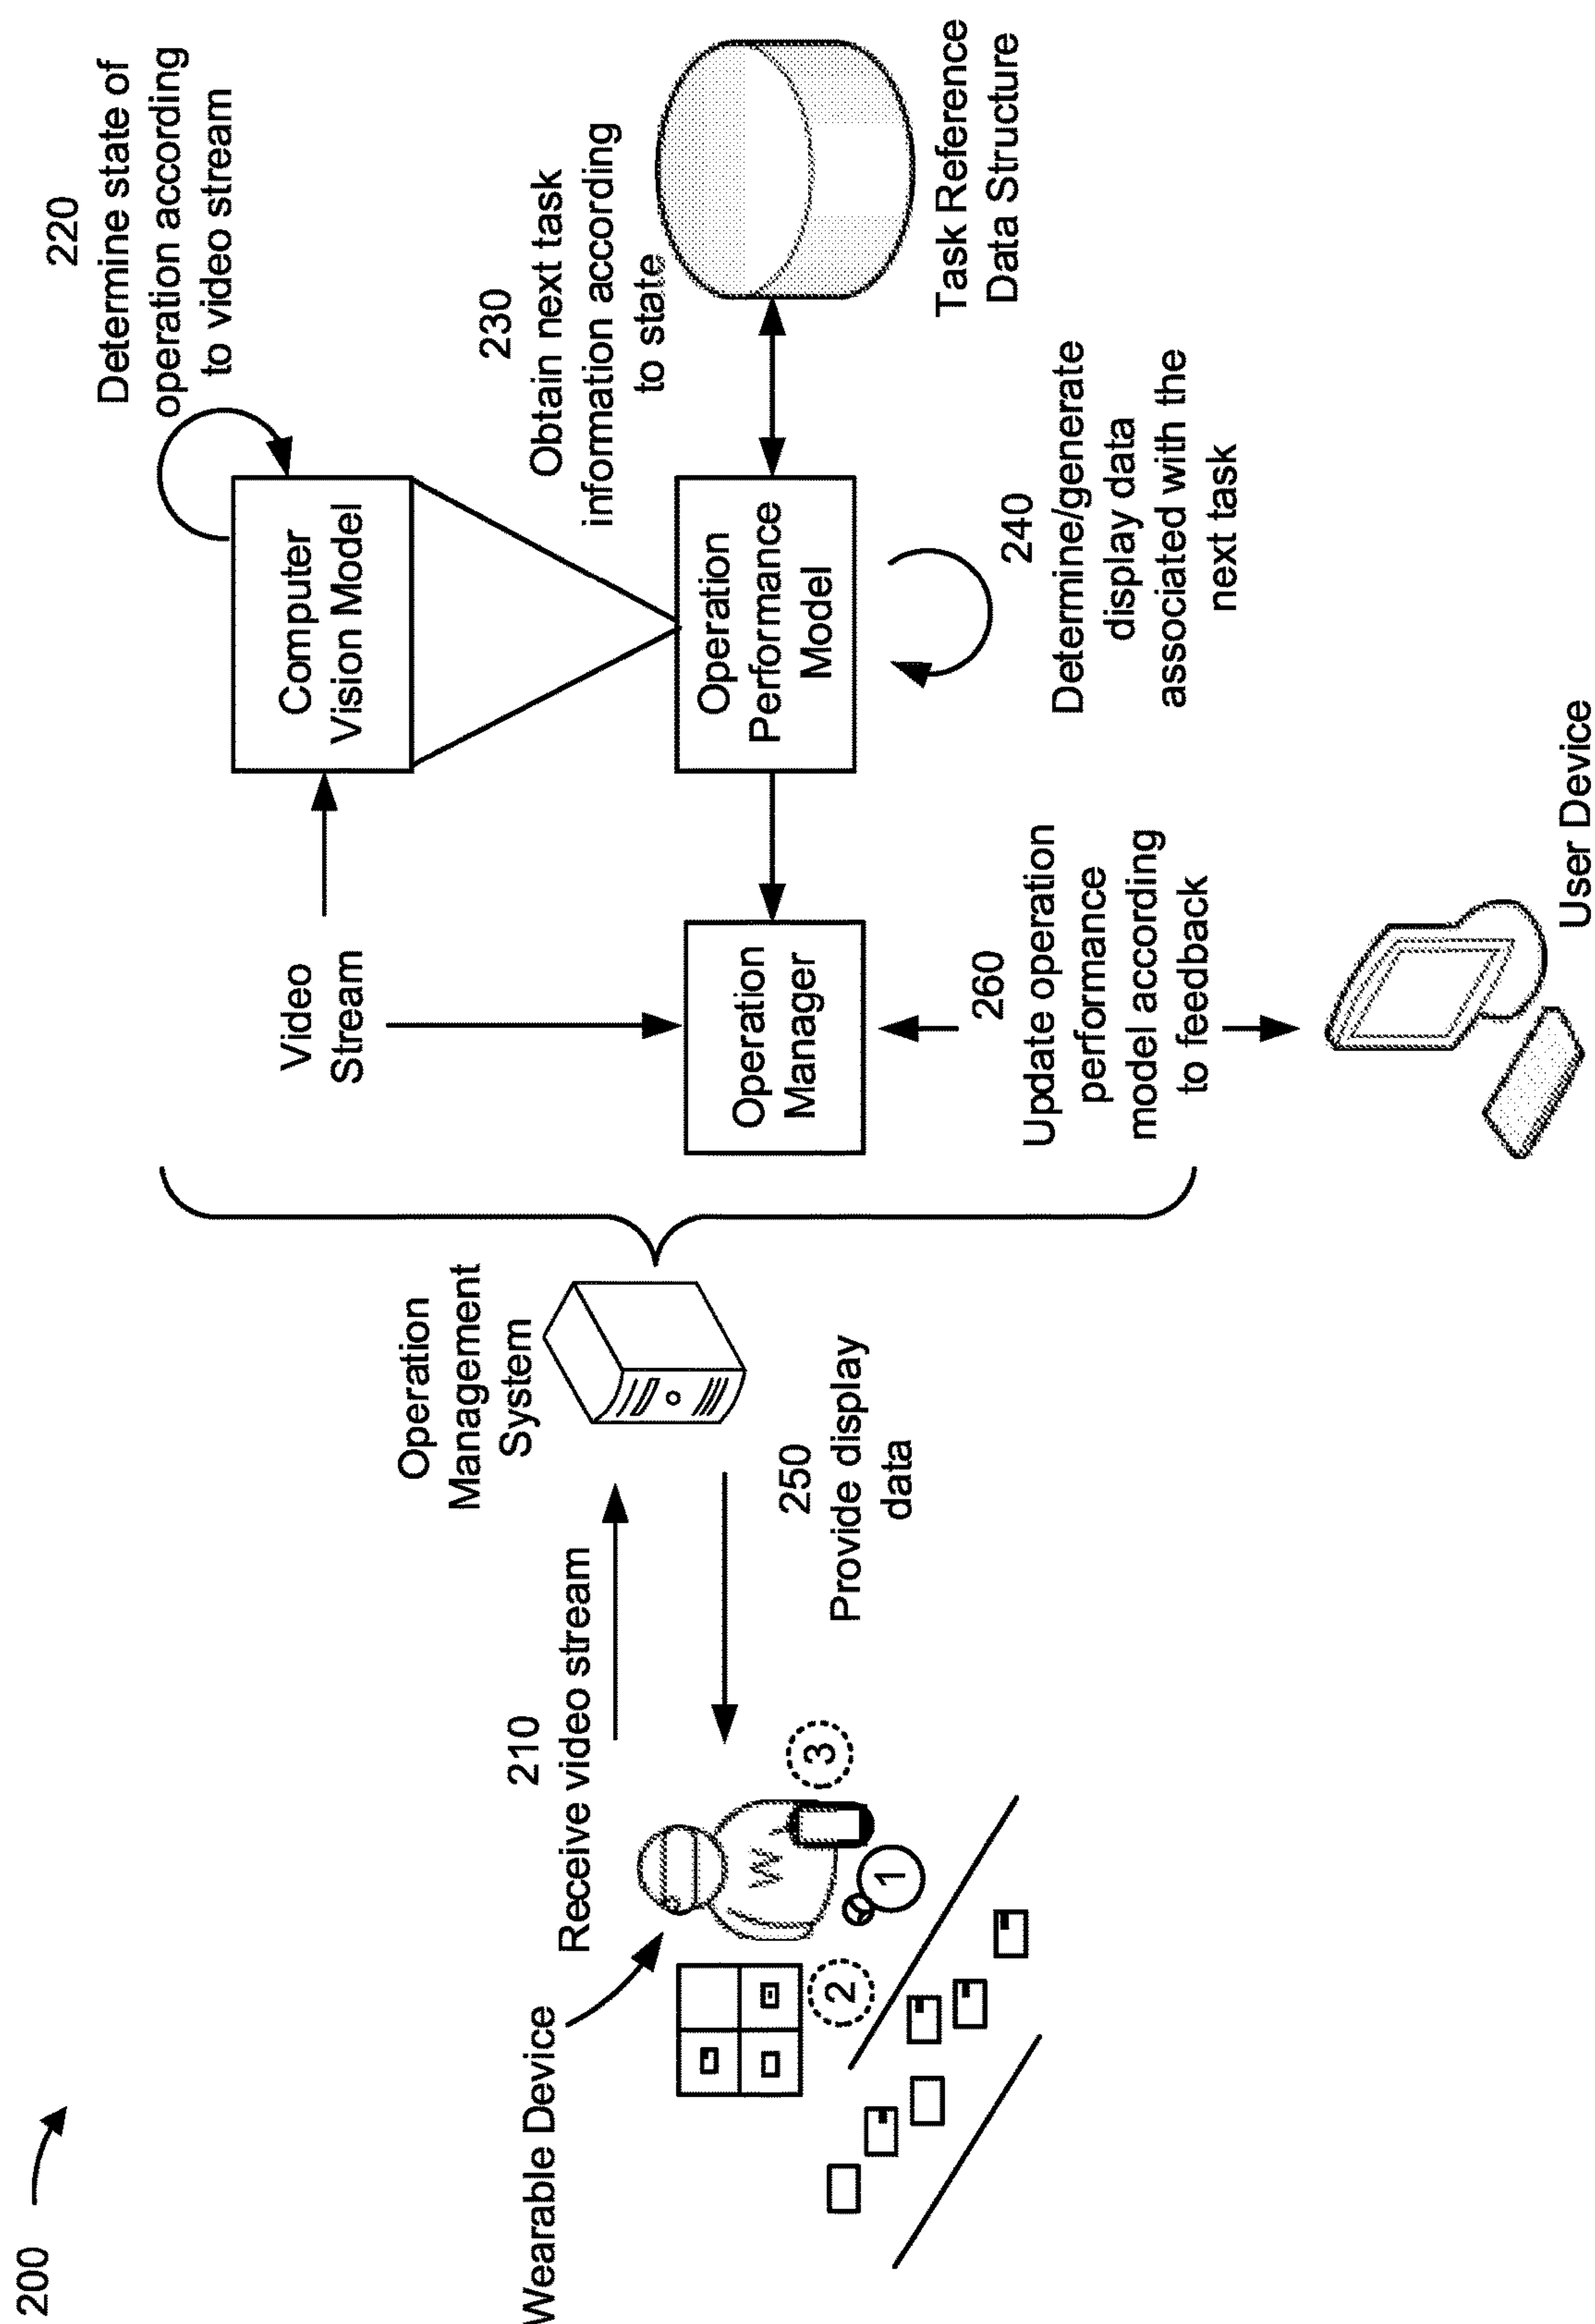 200
Wearable Device
210
Receive video stream
W
1
2
3
250
Provide display
data
Operation
Management
System
Video
Stream
Computer
Vision Model
220
Determine state of
operation according
to video stream
230
Obtain next task
information according
to state
Operation
Performance
Model
Operation
Manager
Task Reference
Data Structure
240
Determine/generate
display data
associated with the
next task
260
Update operation
performance
model according
to feedback
User Device